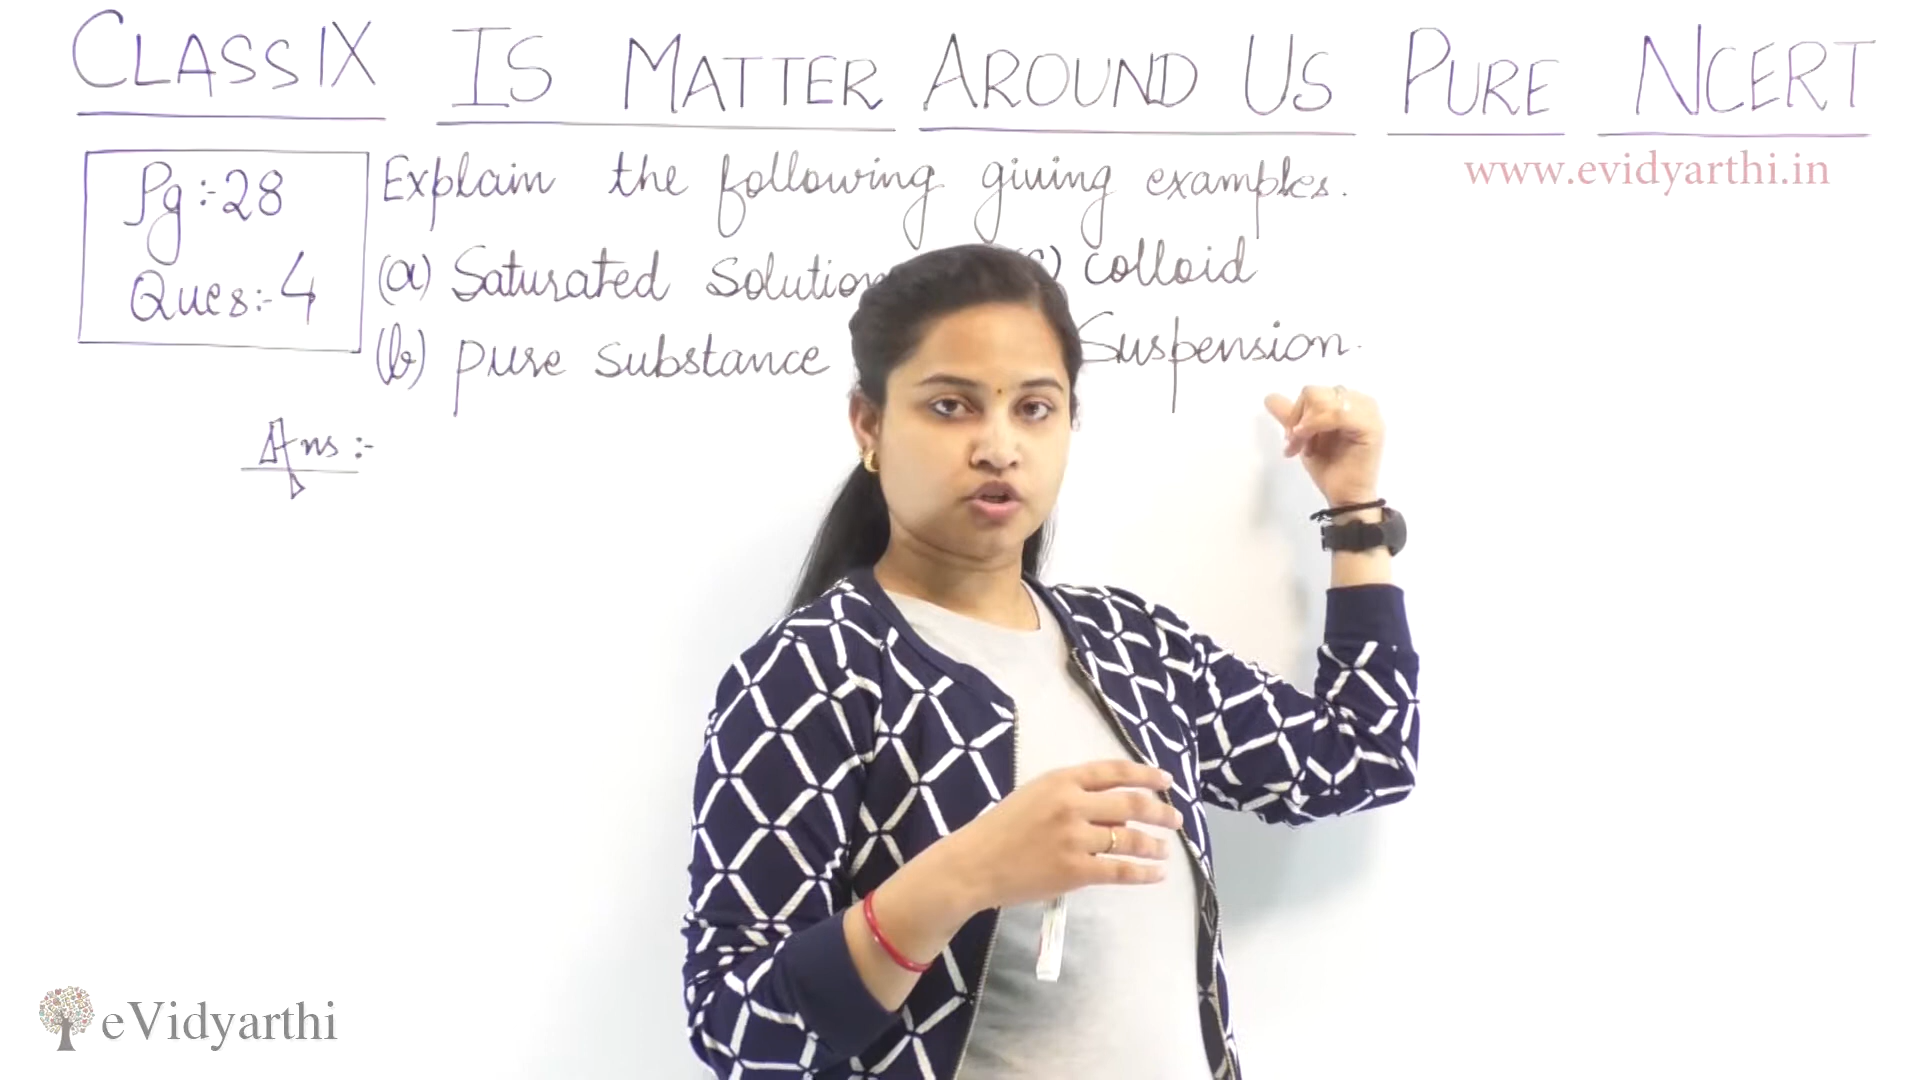 CLASS IX IS MATTER AROUND US PURE NCERT
www.evidyarthi.in
Pg:-28
Ques:-4
Explain the following giving examples.
(a) Saturated Solution colloid
(b) pure substance Suspension.
Ans:-
eVidyarthi